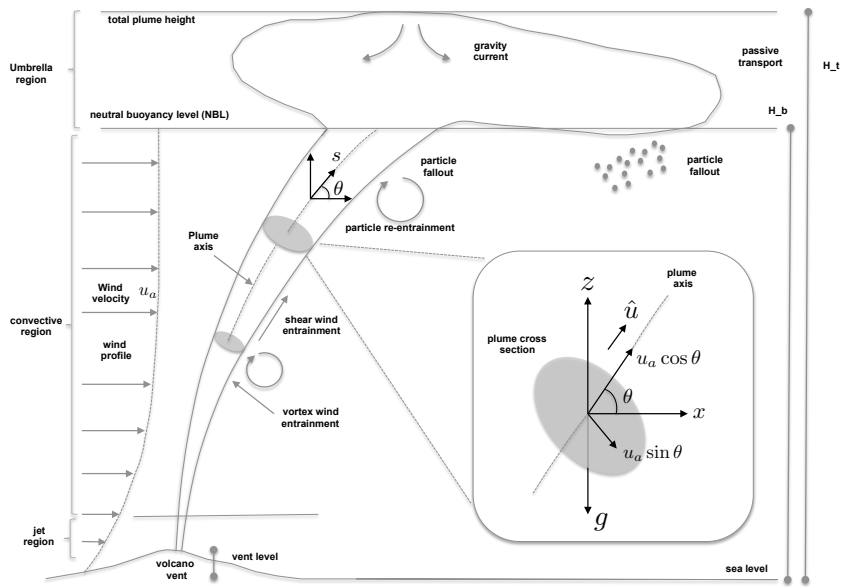 total plume height
Umbrella
region
gravity
current
passive
transport
H_t
H_b
neutral buoyancy level (NBL)
s
θ
particle
fallout
particle
fallout
particle re-entrainment
Plume
axis
Wind
velocity
u_a
convective
region
shear wind
entrainment
wind
profile
vortex wind
entrainment
plume
axis
z
û
plume cross
section
u_a cos θ
θ
x
u_a sin θ
g
jet
region
volcano
vent
vent level
sea level